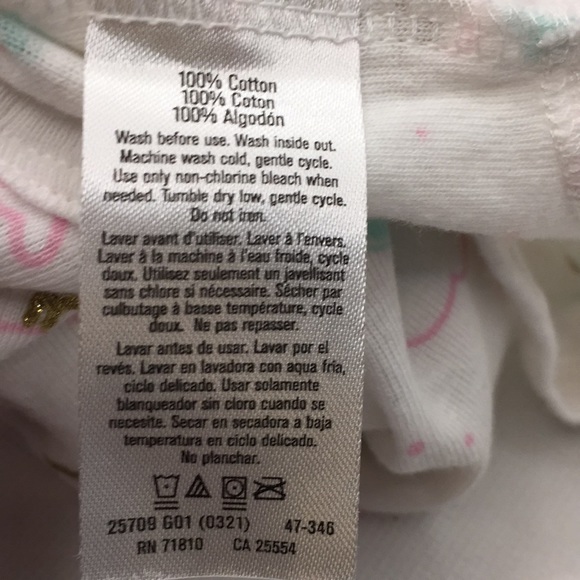 100% Cotton
100% Coton
100% Algodón
Wash before use. Wash inside out.
Machine wash cold, gentle cycle.
Use only non-chlorine bleach when
needed. Tumble dry low, gentle cycle.
Do not iron.
Laver avant d'utiliser. Laver à l'envers.
Laver à la machine à l'eau froide, cycle
doux. Utilisez seulement un javellisant
sans chlore si nécessaire. Sécher par
culbutage à basse température, cycle
doux. Ne pas repasser.
Lavar antes de usar. Lavar por el
revés. Lavar en lavadora con aqua fria,
ciclo delicado. Usar solamente
blanqueador sin cloro cuando se
necesite. Secar en secadora a baja
temperatura en ciclo delicado.
No planchar.
25709 G01 (0321) 47-346
RN 71810 CA 25554